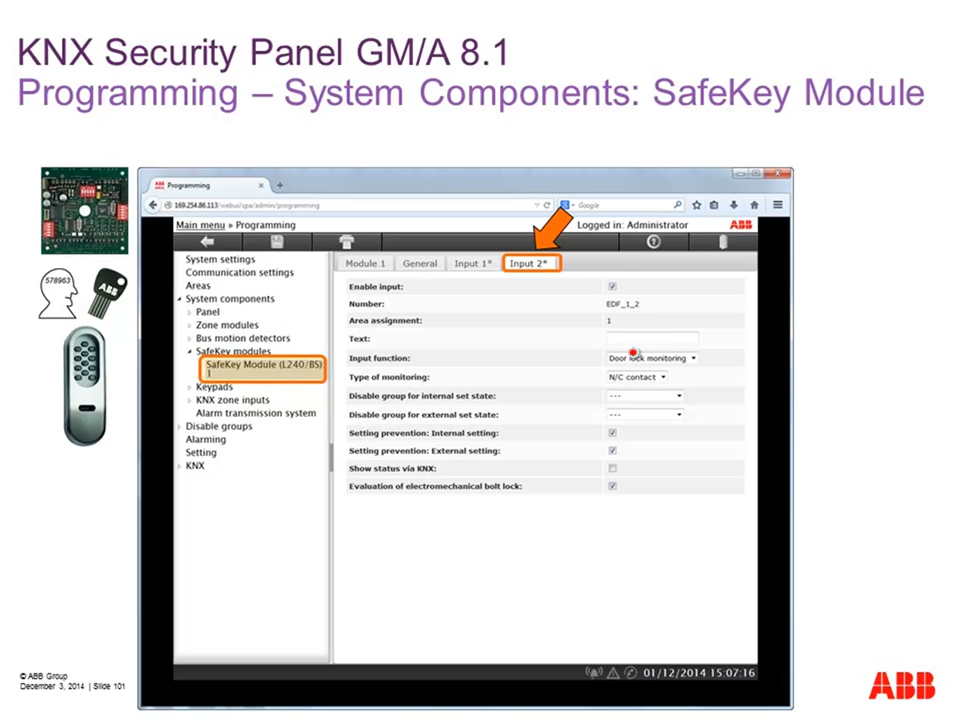 KNX Security Panel GM/A 8.1
Programming – System Components: SafeKey Module
578963
ABB
Programming
169.254.86.113/webui/spa/admin/programming
Google
Main menu » Programming
Logged in: Administrator
ABB
System settings
Communication settings
Areas
System components
Panel
Zone modules
Bus motion detectors
SafeKey modules
SafeKey Module (L240/BS)
1
Keypads
KNX zone inputs
Alarm transmission system
Disable groups
Alarming
Setting
KNX
Module 1 General Input 1* Input 2*
Enable input:
Number: EDF_1_2
Area assignment: 1
Text:
Input function: Door lock monitoring
Type of monitoring: N/C contact
Disable group for internal set state: ---
Disable group for external set state: ---
Setting prevention: Internal setting:
Setting prevention: External setting:
Show status via KNX:
Evaluation of electromechanical bolt lock:
01/12/2014 15:07:16
© ABB Group
December 3, 2014 | Slide 101
ABB